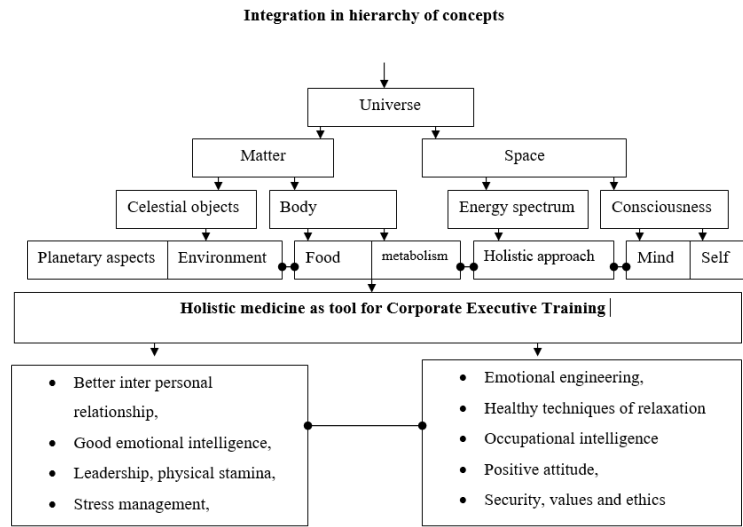 Integration in hierarchy of concepts
Universe
Matter
Space
Celestial objects
Body
Energy spectrum
Consciousness
Planetary aspects
Environment
Food
metabolism
Holistic approach
Mind
Self
Holistic medicine as tool for Corporate Executive Training
• Better inter personal
relationship,
• Good emotional intelligence,
• Leadership, physical stamina,
• Stress management,
• Emotional engineering,
• Healthy techniques of relaxation
• Occupational intelligence
• Positive attitude,
• Security, values and ethics